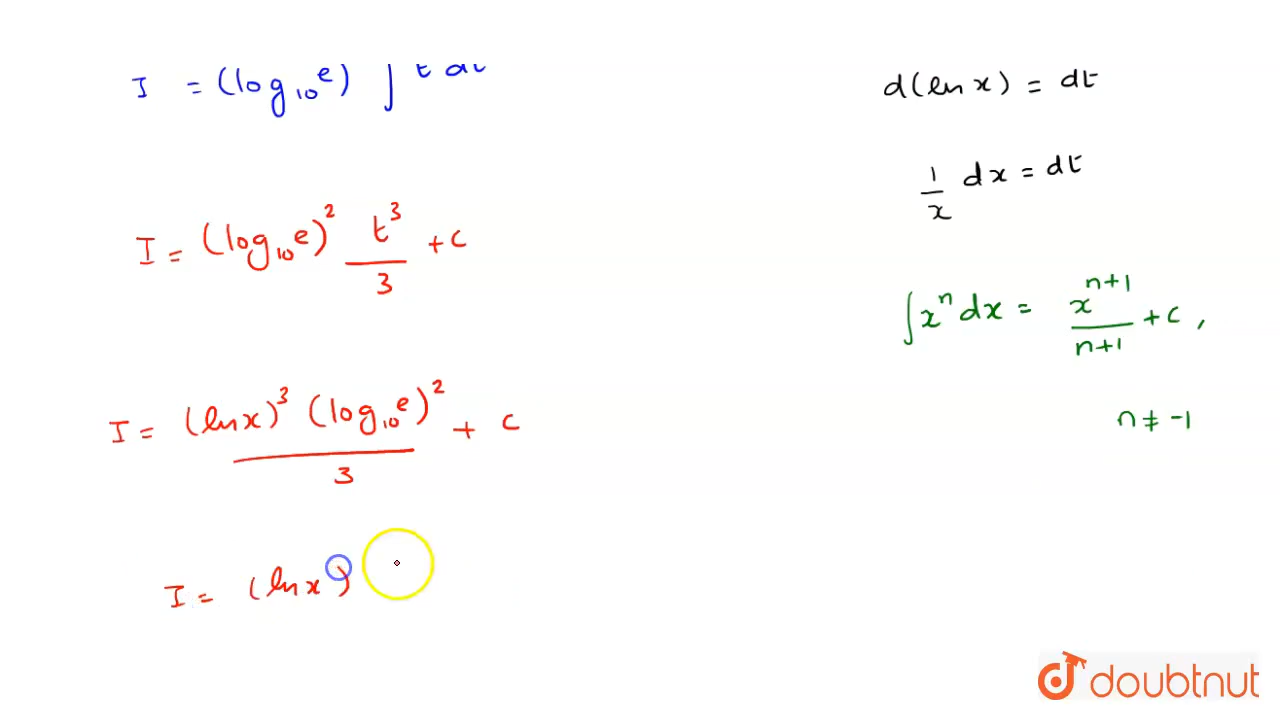 I = (log₁₀e) ∫ t dt
I = (log₁₀e)² t³/3 + c
I = (ln x)³ (log₁₀e)²/3 + c
I = (ln x)
d(ln x) = dt
1/x dx = dt
∫xⁿ dx = xⁿ⁺¹/n+1 + c ,
n ≠ -1
doubtnut